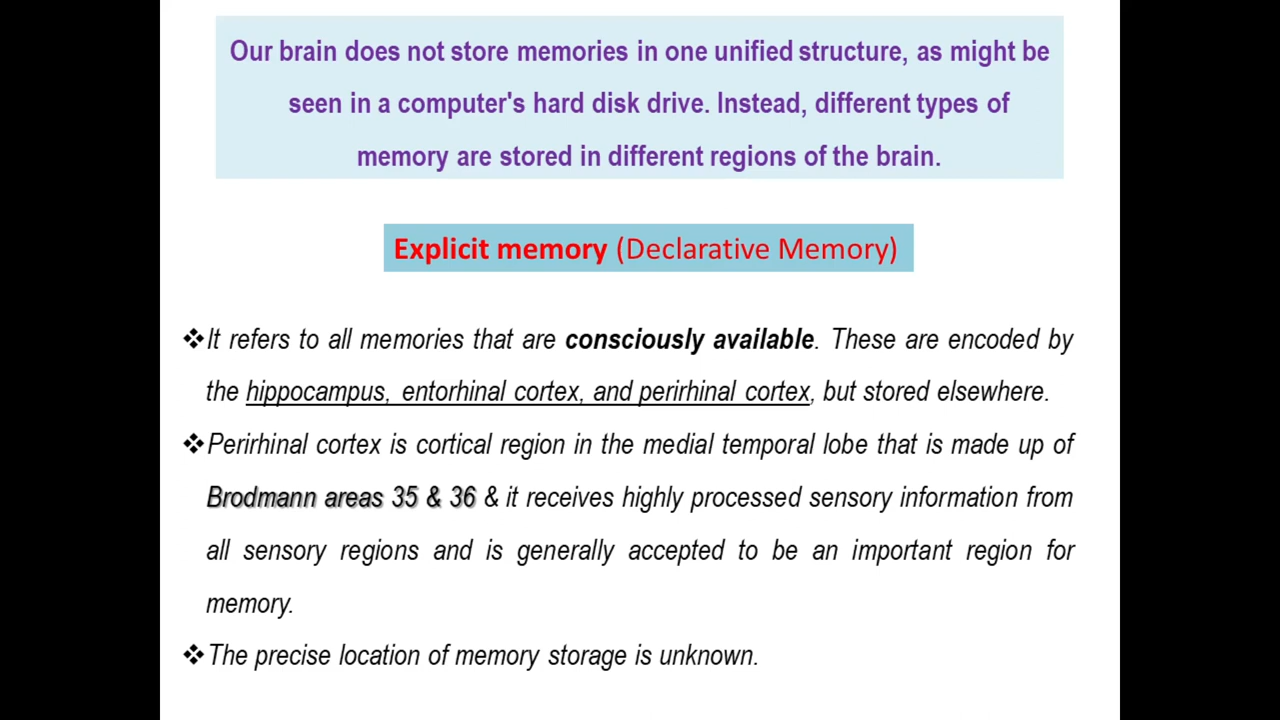 Our brain does not store memories in one unified structure, as might be
seen in a computer's hard disk drive. Instead, different types of
memory are stored in different regions of the brain.
Explicit memory (Declarative Memory)
❖It refers to all memories that are consciously available. These are encoded by
the hippocampus, entorhinal cortex, and perirhinal cortex, but stored elsewhere.
❖Perirhinal cortex is cortical region in the medial temporal lobe that is made up of
Brodmann areas 35 & 36 & it receives highly processed sensory information from
all sensory regions and is generally accepted to be an important region for
memory.
❖The precise location of memory storage is unknown.